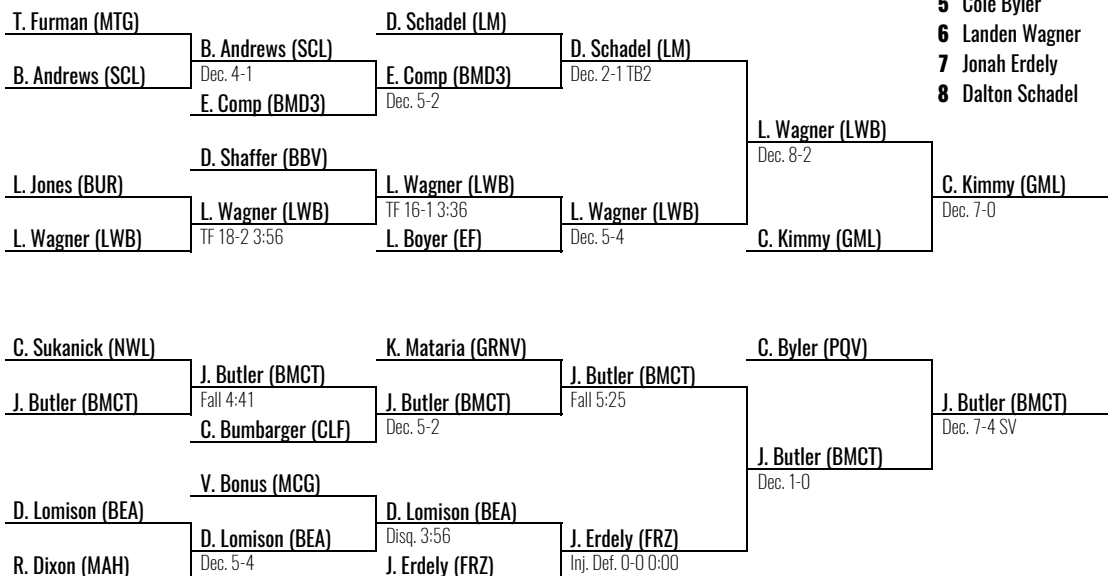 5 Cole Byler
6 Landen Wagner
7 Jonah Erdely
8 Dalton Schadel
T. Furman (MTG)
B. Andrews (SCL)
B. Andrews (SCL)
Dec. 4-1
E. Comp (BMD3)
D. Schadel (LM)
E. Comp (BMD3)
Dec. 5-2
D. Schadel (LM)
Dec. 2-1 TB2
L. Jones (BUR)
L. Wagner (LWB)
D. Shaffer (BBV)
L. Wagner (LWB)
TF 18-2 3:56
L. Wagner (LWB)
TF 16-1 3:36
L. Boyer (EF)
L. Wagner (LWB)
Dec. 5-4
L. Wagner (LWB)
Dec. 8-2
C. Kimmy (GML)
C. Kimmy (GML)
Dec. 7-0
C. Sukanick (NWL)
J. Butler (BMCT)
J. Butler (BMCT)
Fall 4:41
C. Bumbarger (CLF)
K. Mataria (GRNV)
J. Butler (BMCT)
Dec. 5-2
J. Butler (BMCT)
Fall 5:25
D. Lomison (BEA)
R. Dixon (MAH)
V. Bonus (MCG)
D. Lomison (BEA)
Dec. 5-4
D. Lomison (BEA)
Disq. 3:56
J. Erdely (FRZ)
J. Erdely (FRZ)
Inj. Def. 0-0 0:00
C. Byler (PQV)
J. Butler (BMCT)
Dec. 1-0
J. Butler (BMCT)
Dec. 7-4 SV